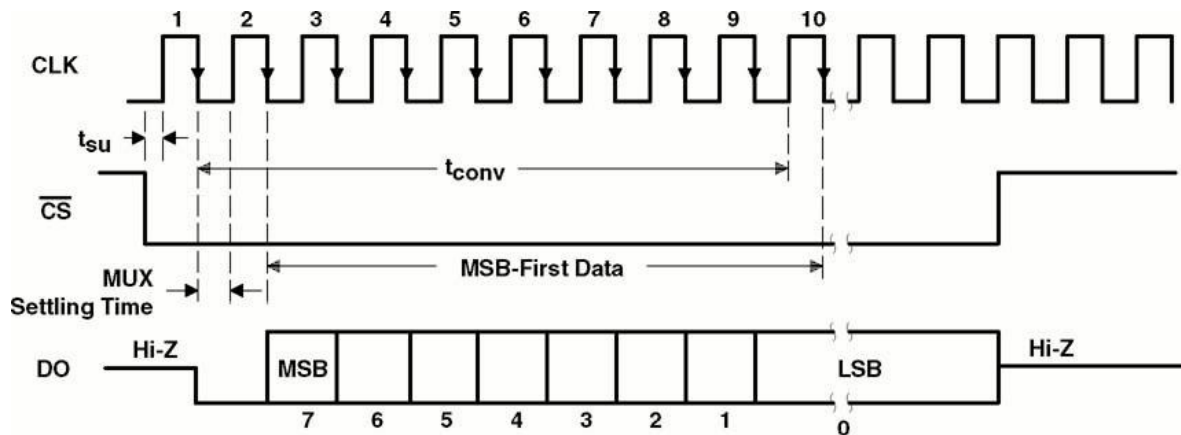 1 2 3 4 5 6 7 8 9 10
CLK
tsu
tconv
CS
MSB-First Data
MUX
Settling Time
Hi-Z
Hi-Z
DO
MSB
LSB
7 6 5 4 3 2 1 0